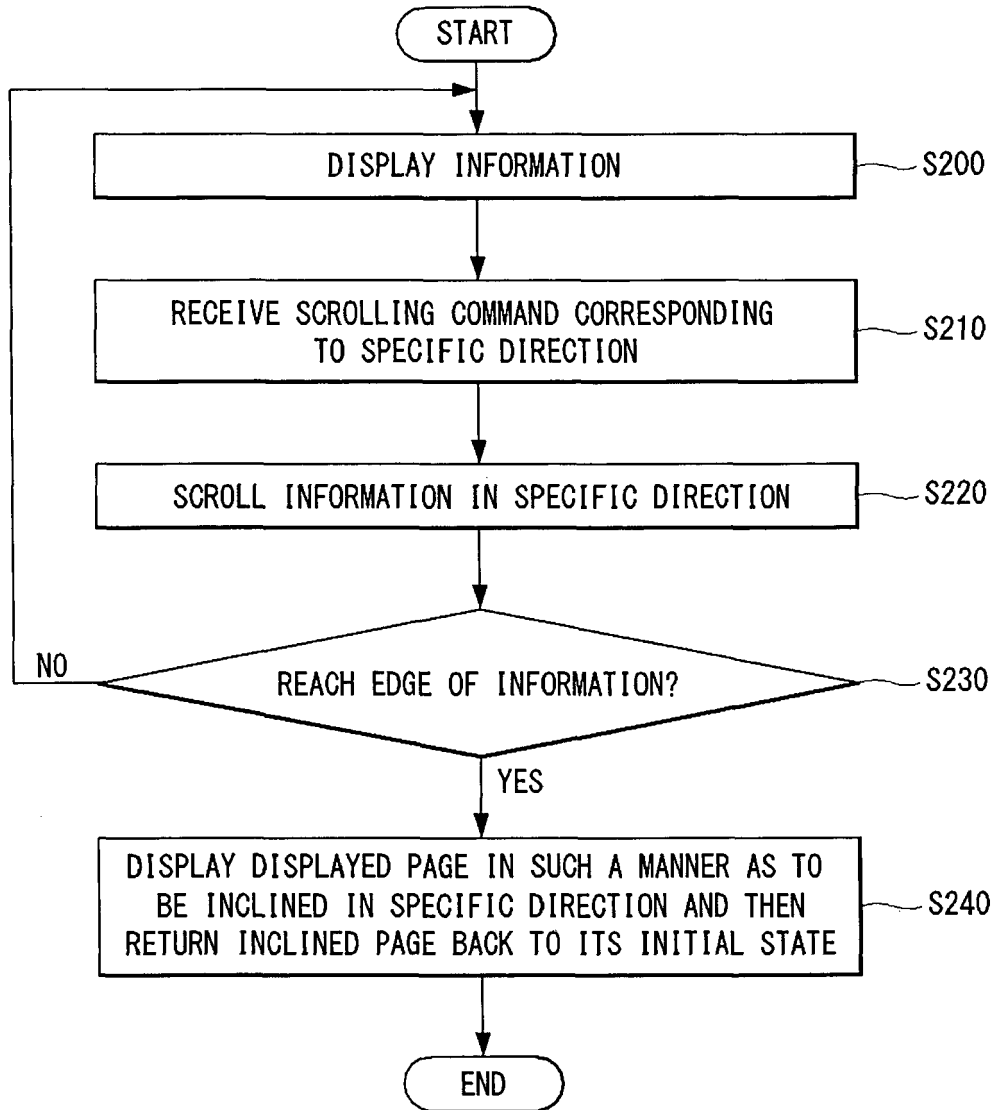 START
DISPLAY INFORMATION
S200
RECEIVE SCROLLING COMMAND CORRESPONDING
TO SPECIFIC DIRECTION
S210
SCROLL INFORMATION IN SPECIFIC DIRECTION
S220
REACH EDGE OF INFORMATION?
S230
NO
YES
DISPLAY DISPLAYED PAGE IN SUCH A MANNER AS TO
BE INCLINED IN SPECIFIC DIRECTION AND THEN
RETURN INCLINED PAGE BACK TO ITS INITIAL STATE
S240
END